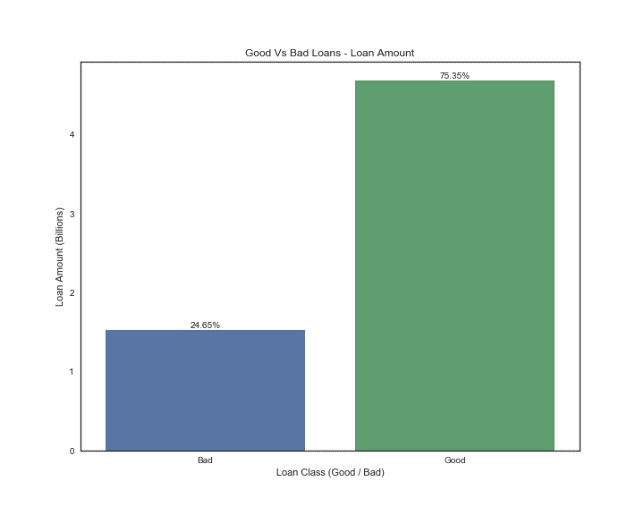 Good Vs Bad Loans - Loan Amount
75.35%
4
3
Loan Amount (Billions)
2
24.65%
1
0
Bad
Good
Loan Class (Good / Bad)